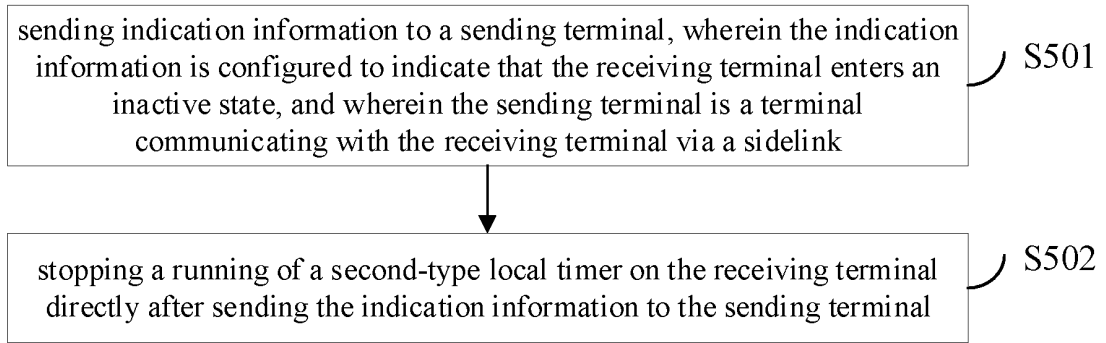 sending indication information to a sending terminal, wherein the indication
information is configured to indicate that the receiving terminal enters an
inactive state, and wherein the sending terminal is a terminal
communicating with the receiving terminal via a sidelink
S501
stopping a running of a second-type local timer on the receiving terminal
directly after sending the indication information to the sending terminal
S502